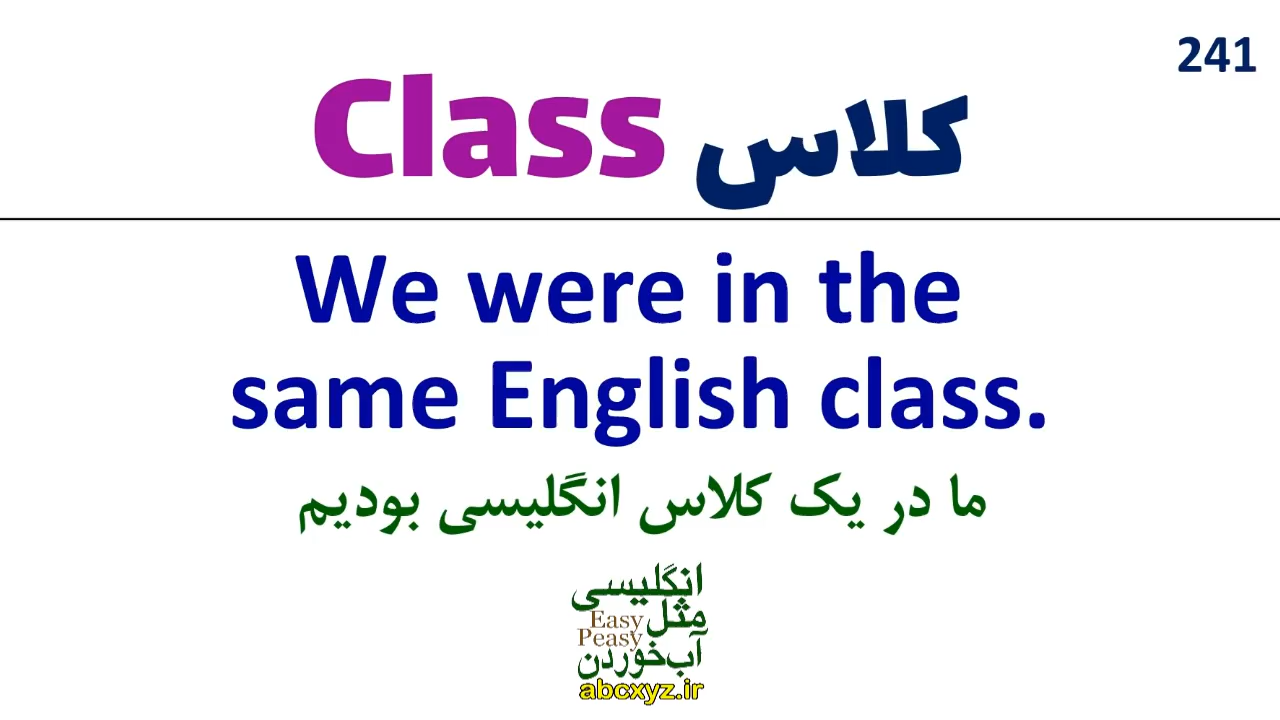 241
Class کلاس
We were in the
same English class.
ما در یک کلاس انگلیسی بودیم
انگلیسی
مثل Easy
Peasy
آب‌خوردن
abcxyz.ir